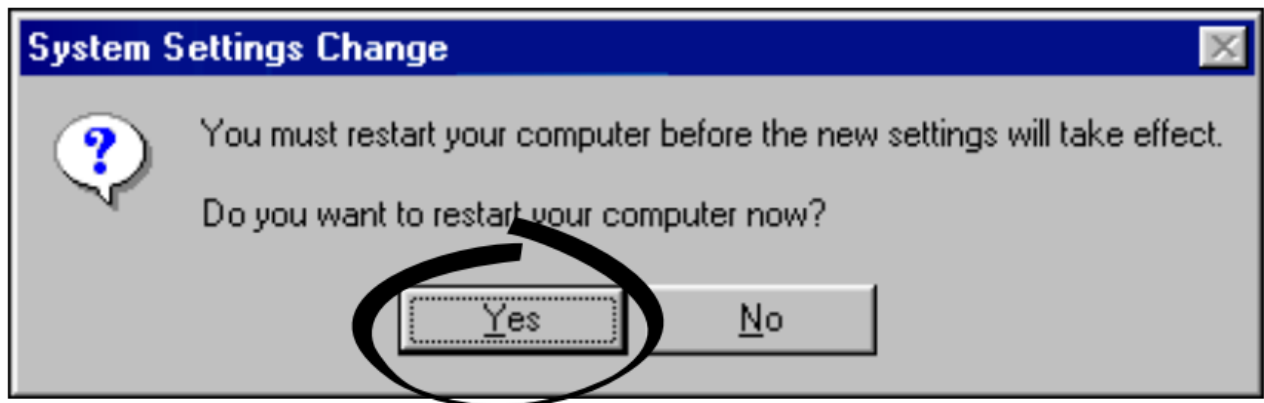 System Settings Change
You must restart your computer before the new settings will take effect.
Do you want to restart your computer now?
Yes No